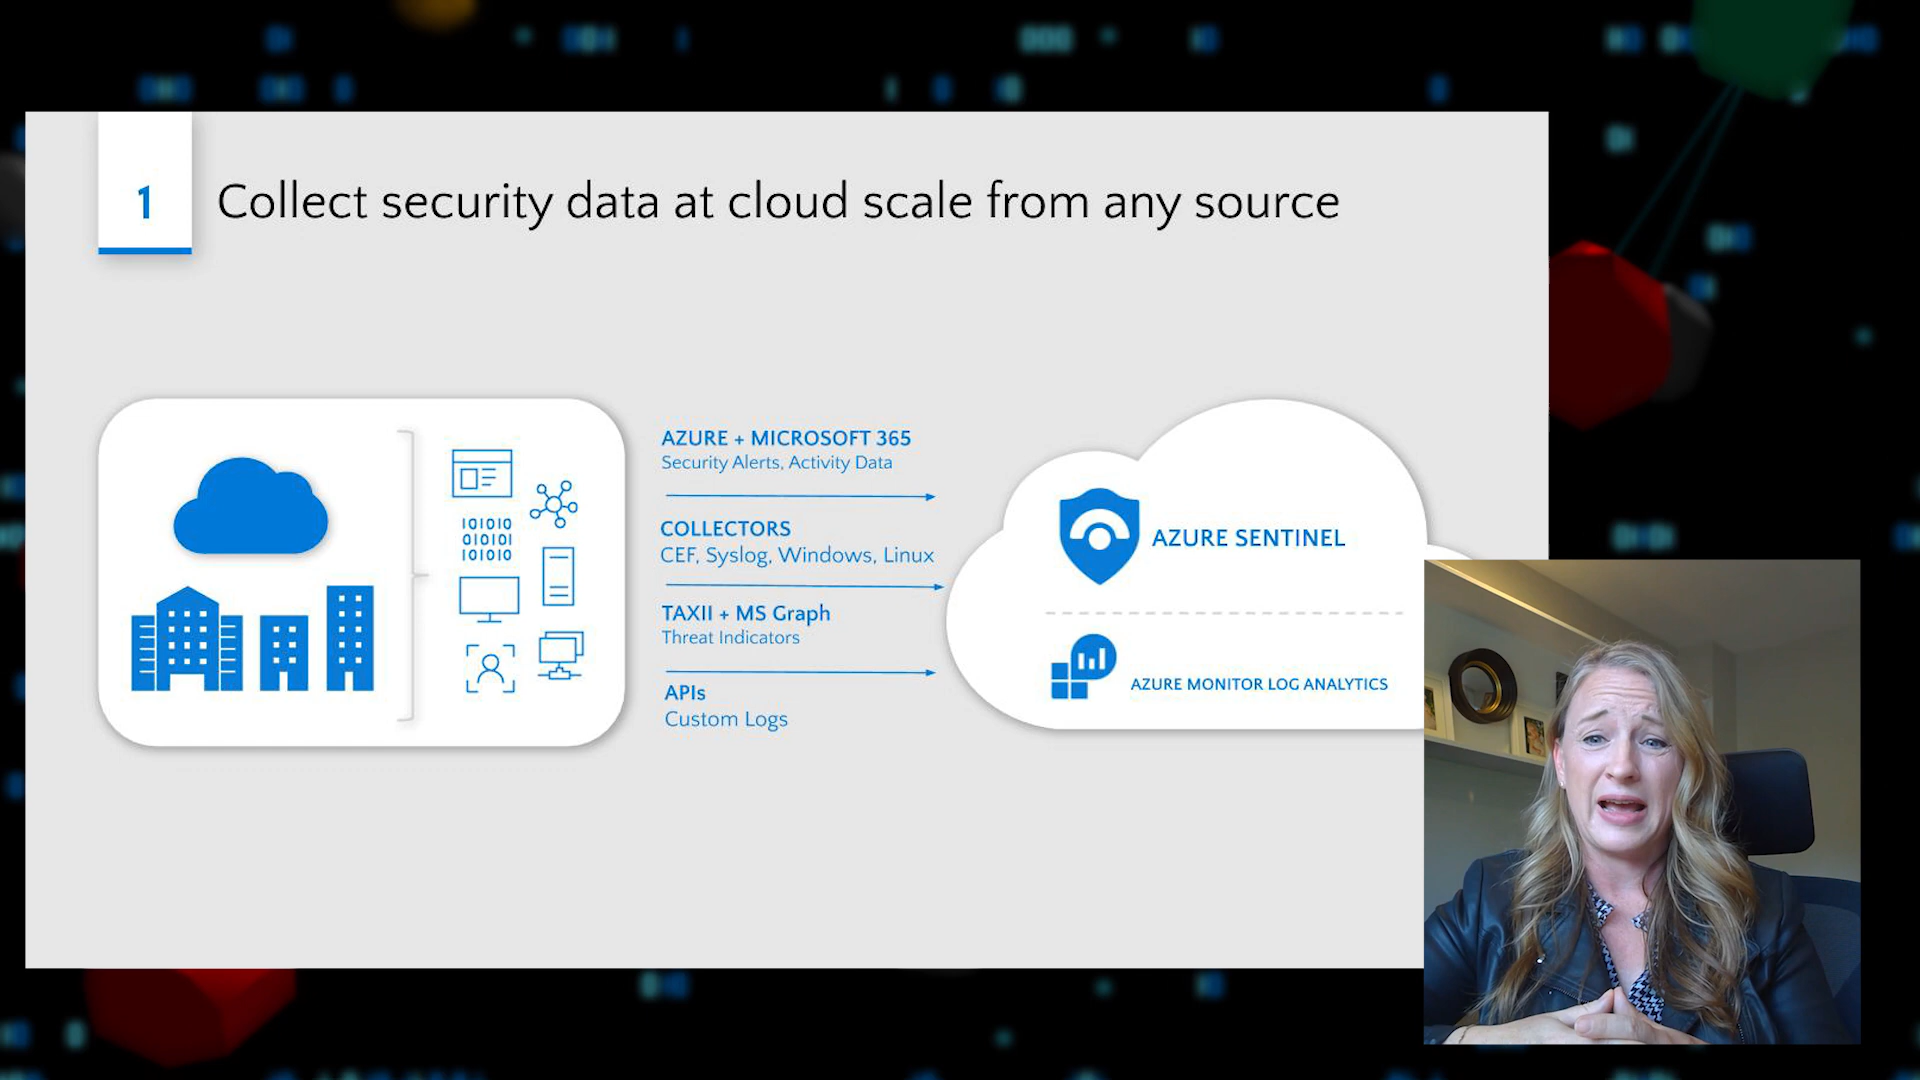 1
Collect security data at cloud scale from any source
101010
010101
101010
AZURE + MICROSOFT 365
Security Alerts, Activity Data
COLLECTORS
CEF, Syslog, Windows, Linux
TAXII + MS Graph
Threat Indicators
APIs
Custom Logs
AZURE SENTINEL
AZURE MONITOR LOG ANALYTICS